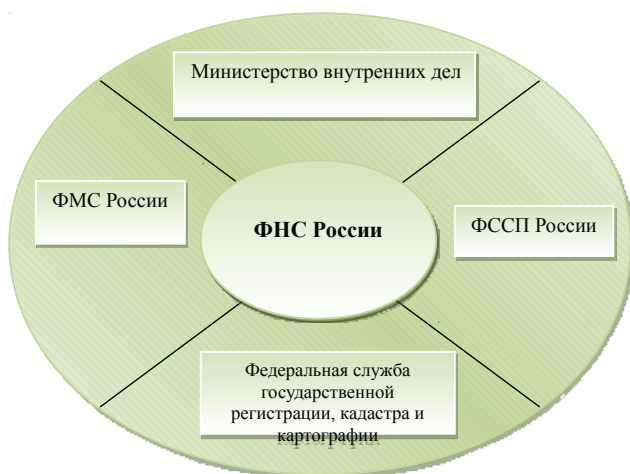 Министерство внутренних дел
ФМС России
ФНС России
ФССП России
Федеральная служба
государственной
регистрации, кадастра и
картографии